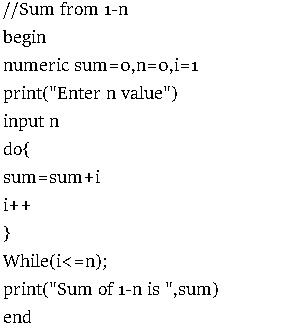 //Sum from 1-n
begin
numeric sum=0,n=0,i=1
print("Enter n value")
input n
do{
sum=sum+i
i++
}
While(i<=n);
print("Sum of 1-n is ",sum)
end